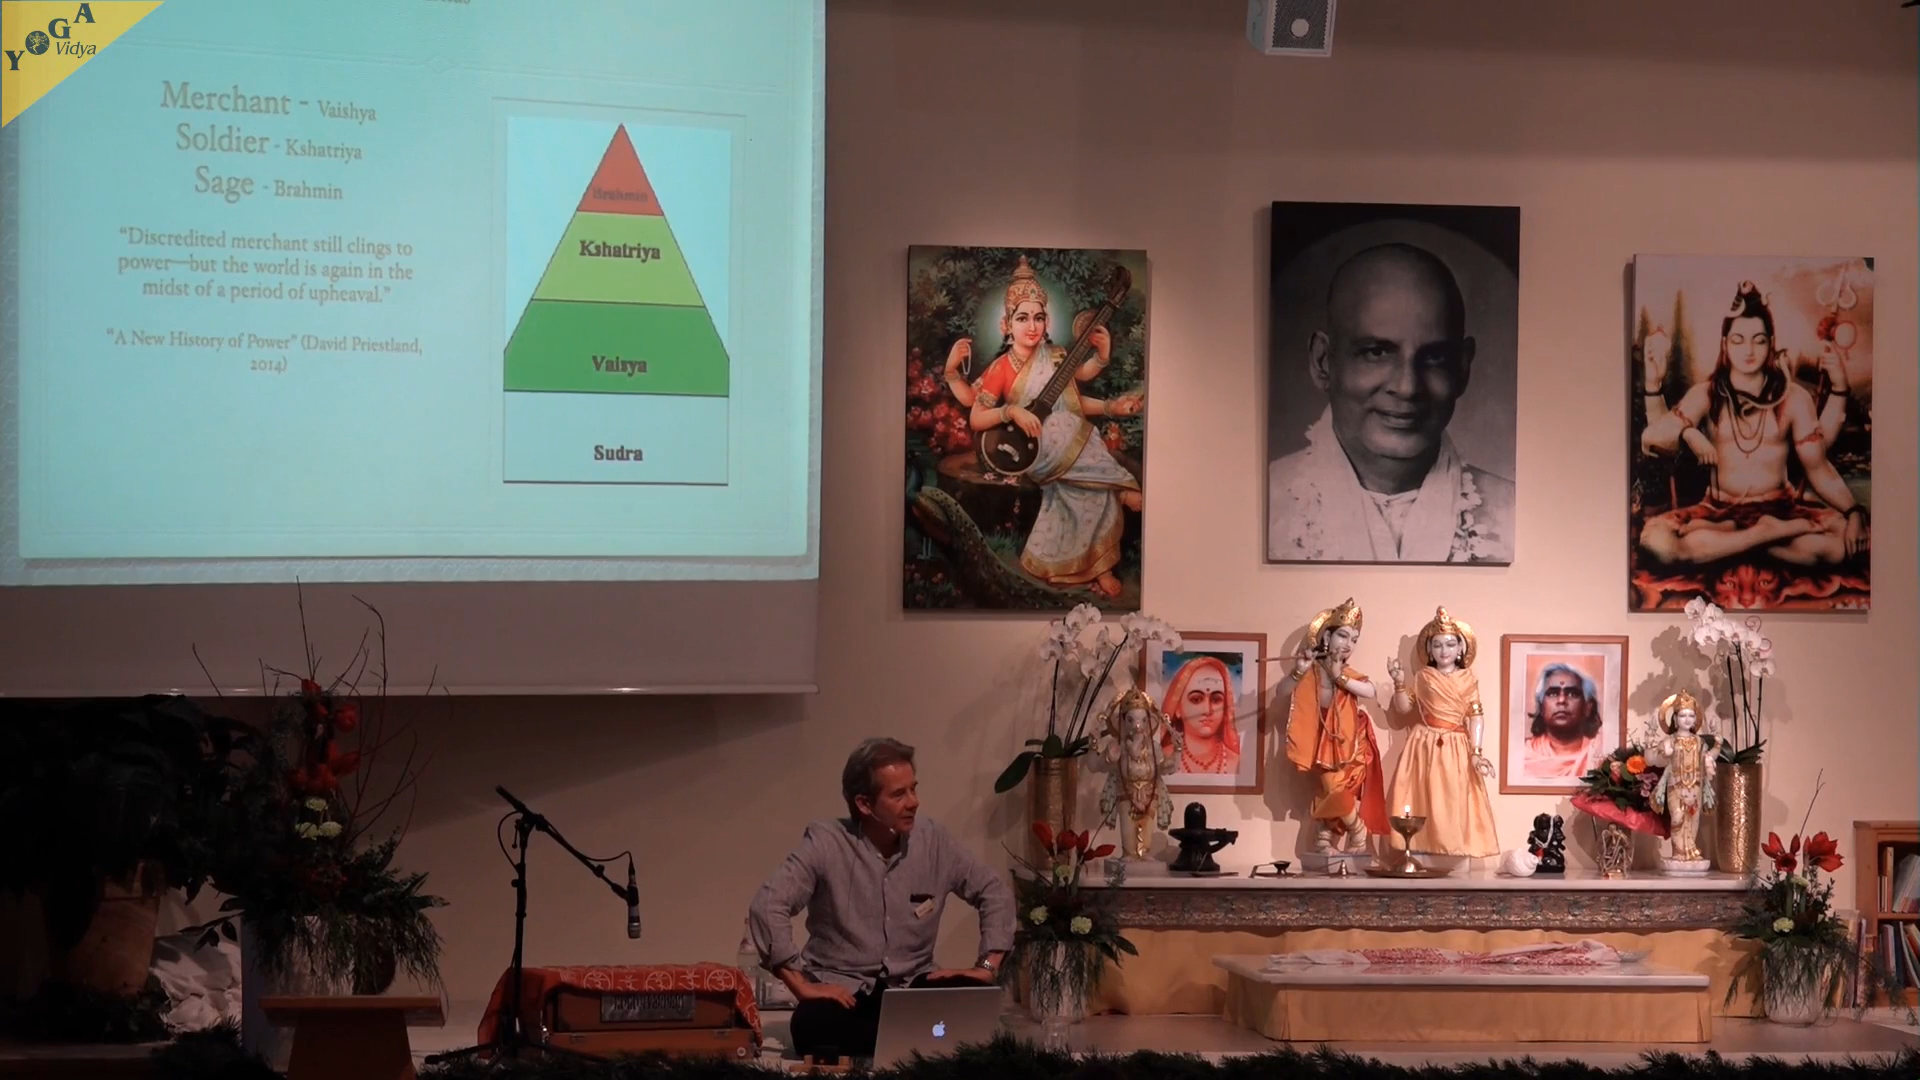 YOGA
Vidya
Merchant - Vaishya
Soldier - Kshatriya
Sage - Brahmin
"Discredited merchant still clings to
power—but the world is again in the
midst of a period of upheaval."
"A New History of Power" (David Priestland,
2014)
Brahmin
Kshatriya
Vaisya
Sudra